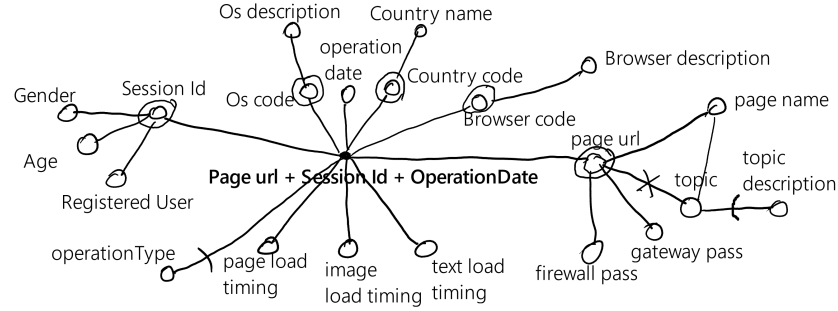 Os description
Country name
operation
date
Browser description
Country code
Gender
Session Id
Os code
page name
Browser code
page url
Age
topic
description
topic
Page url + Session Id + OperationDate
Registered User
operationType
page load
timing
image
load timing
text load
timing
gateway pass
firewall pass